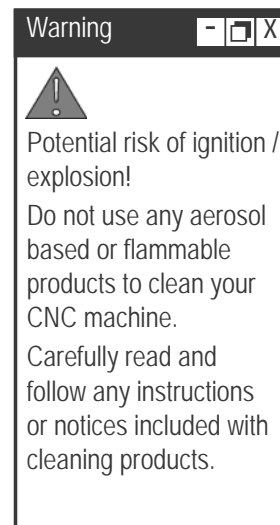 Warning - X
Potential risk of ignition /
explosion!
Do not use any aerosol
based or flammable
products to clean your
CNC machine.
Carefully read and
follow any instructions
or notices included with
cleaning products.